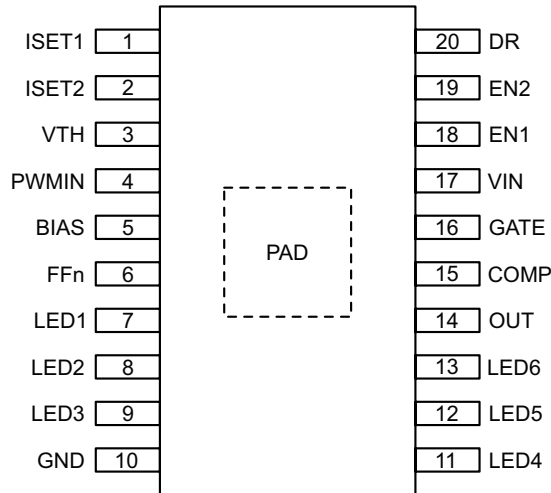 ISET1 1 20 DR
ISET2 2 19 EN2
VTH 3 18 EN1
PWMIN 4 17 VIN
BIAS 5 16 GATE
PAD
FFn 6 15 COMP
LED1 7 14 OUT
LED2 8 13 LED6
LED3 9 12 LED5
GND 10 11 LED4